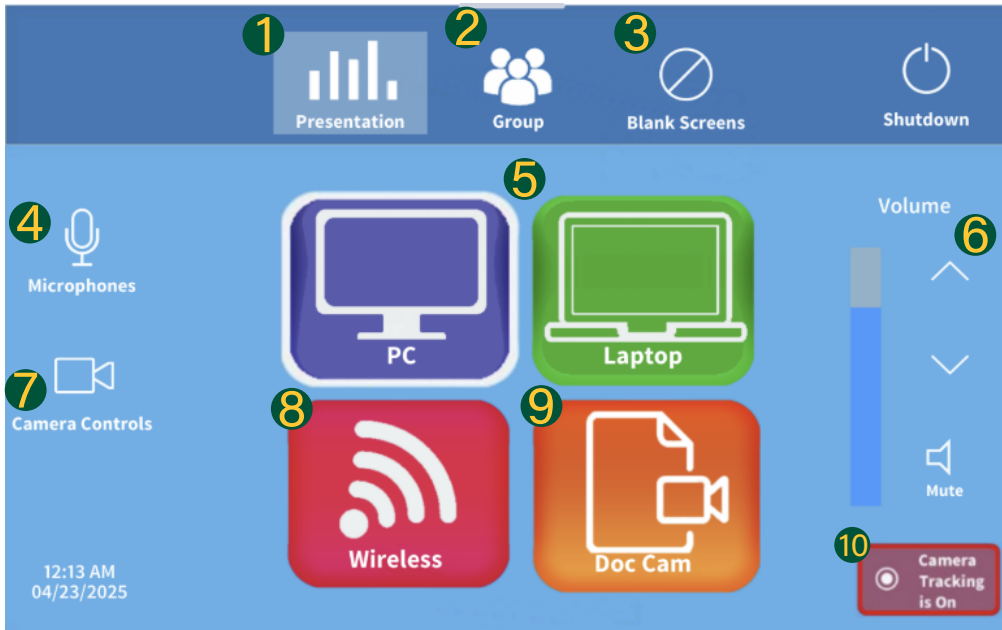 1
Presentation
2
Group
3
Blank Screens
Shutdown
4
Microphones
5
PC
Laptop
Volume
6
7
Camera Controls
8
Wireless
9
Doc Cam
Mute
10
Camera
Tracking
is On
12:13 AM
04/23/2025